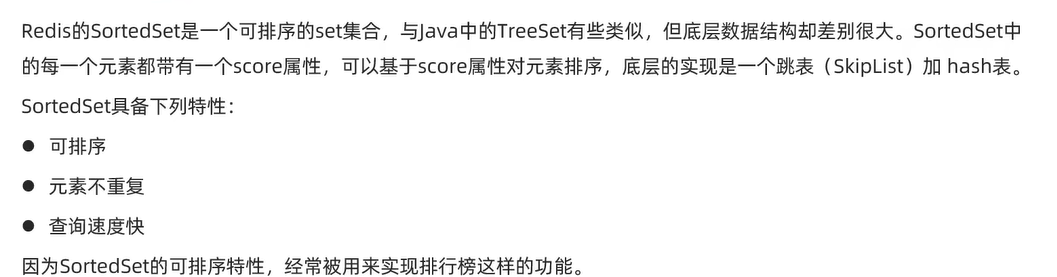 Redis的SortedSet是一个可排序的set集合，与Java中的TreeSet有些类似，但底层数据结构却差别很大。SortedSet中
的每一个元素都带有一个score属性，可以基于score属性对元素排序，底层的实现是一个跳表（SkipList）加 hash表。
SortedSet具备下列特性：
● 可排序
● 元素不重复
● 查询速度快
因为SortedSet的可排序特性，经常被用来实现排行榜这样的功能。